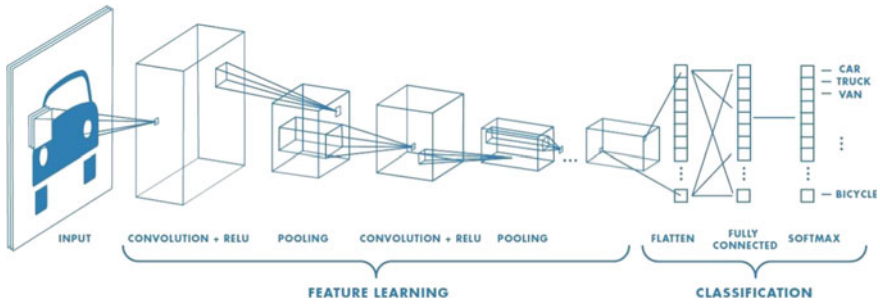 CAR
TRUCK
VAN
BICYCLE
INPUT
CONVOLUTION + RELU
POOLING
CONVOLUTION + RELU
POOLING
FLATTEN
FULLY
CONNECTED
SOFTMAX
FEATURE LEARNING
CLASSIFICATION